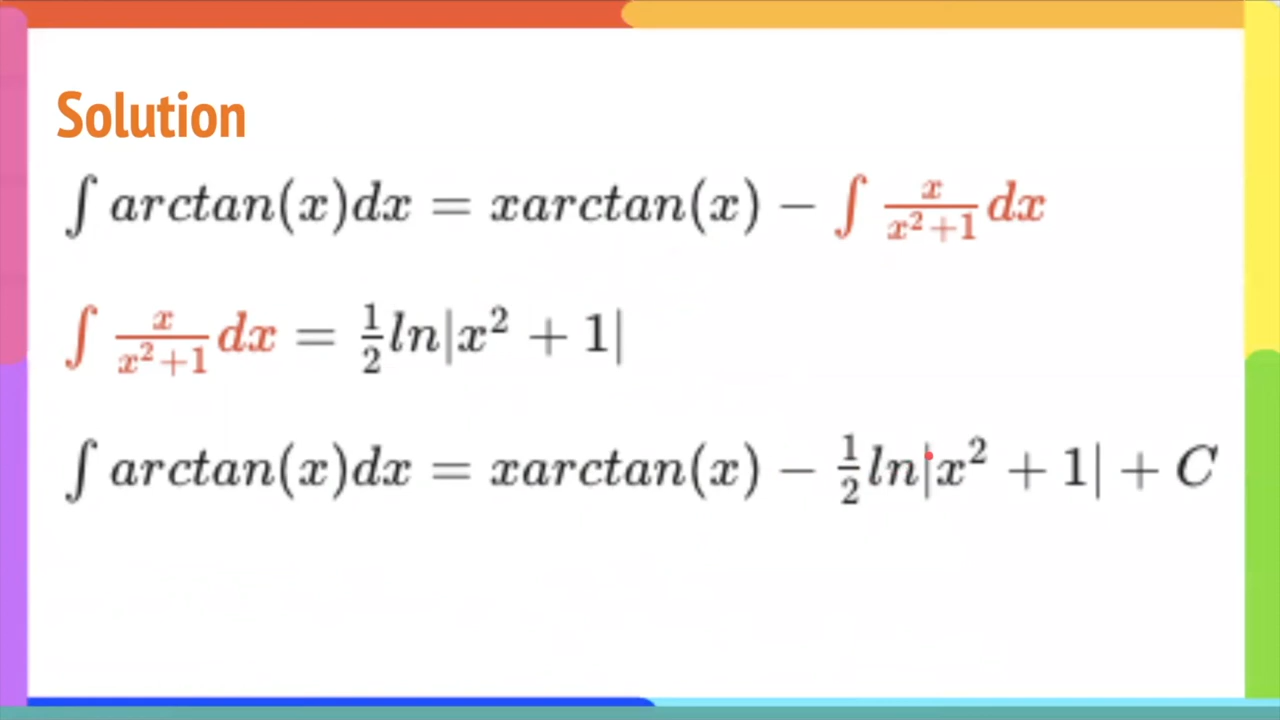 Solution
∫ arctan(x)dx = xarctan(x) − ∫ x/(x²+1) dx
∫ x/(x²+1) dx = ½ln|x² + 1|
∫ arctan(x)dx = xarctan(x) − ½ln|x² + 1| + C